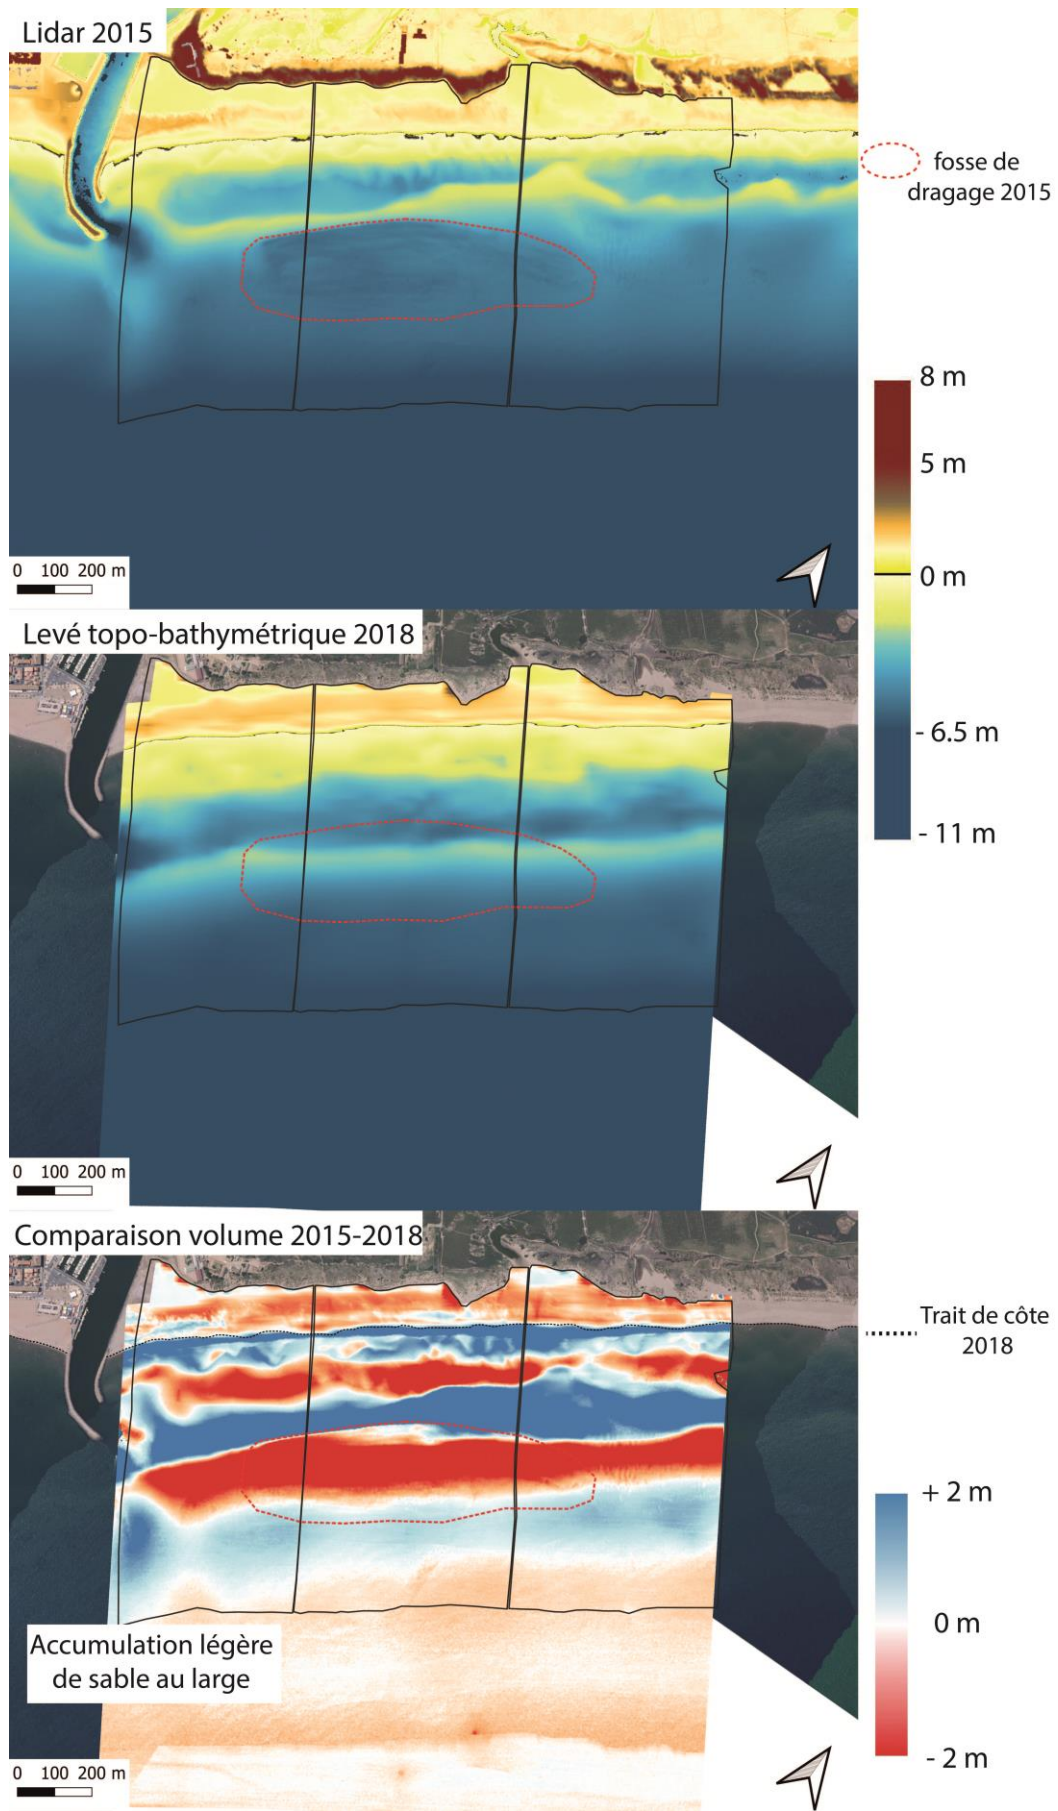 Lidar 2015
fosse de
dragage 2015
8 m
5 m
0 m
- 6.5 m
- 11 m
0 100 200 m
Levé topo-bathymétrique 2018
0 100 200 m
Comparaison volume 2015-2018
Trait de côte
2018
+ 2 m
0 m
- 2 m
Accumulation légère
de sable au large
0 100 200 m